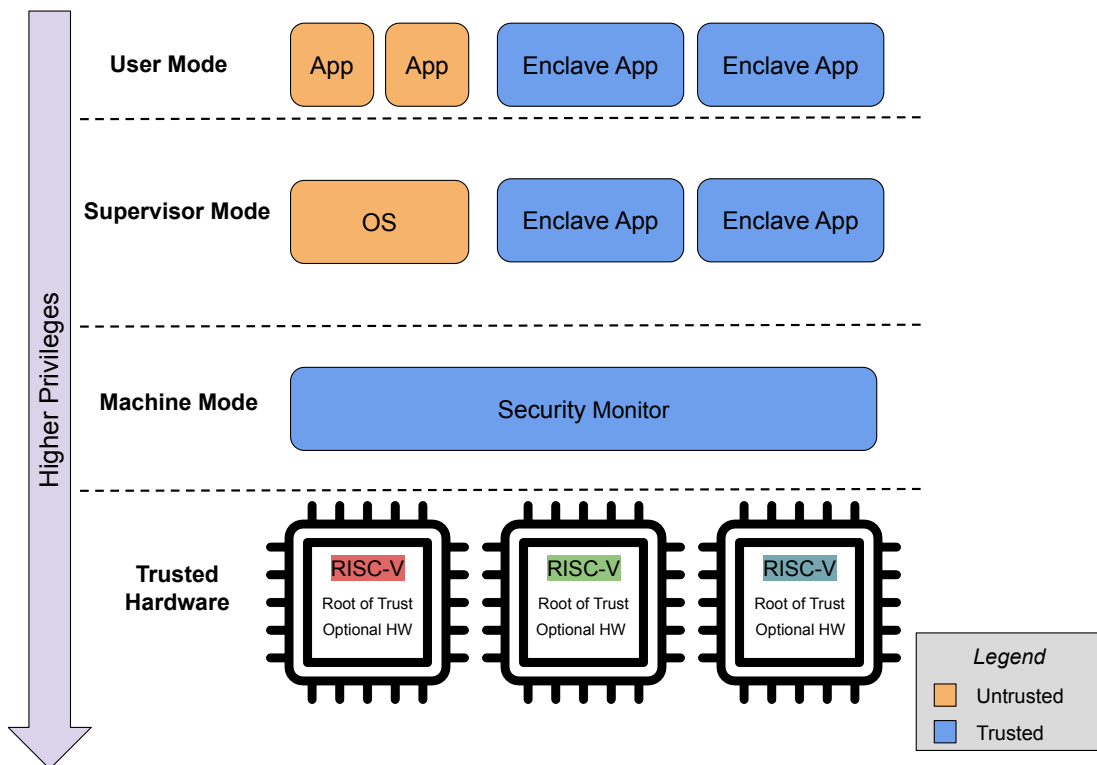 Higher Privileges
User Mode
App
App
Enclave App
Enclave App
Supervisor Mode
OS
Enclave App
Enclave App
Machine Mode
Security Monitor
Trusted
Hardware
RISC-V
Root of Trust
Optional HW
RISC-V
Root of Trust
Optional HW
RISC-V
Root of Trust
Optional HW
Legend
Untrusted
Trusted